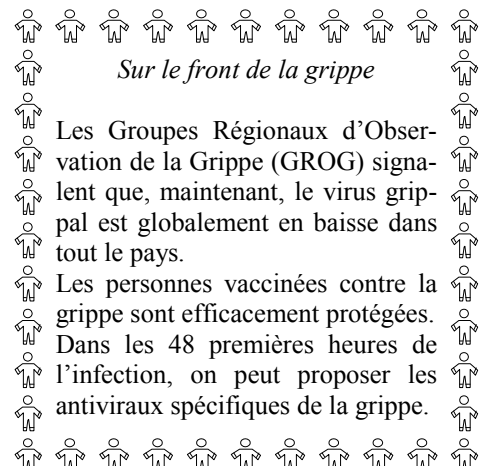 Sur le front de la grippe
Les Groupes Régionaux d’Obser-
vation de la Grippe (GROG) signa-
lent que, maintenant, le virus grip-
pal est globalement en baisse dans
tout le pays.
Les personnes vaccinées contre la
grippe sont efficacement protégées.
Dans les 48 premières heures de
l’infection, on peut proposer les
antiviraux spécifiques de la grippe.